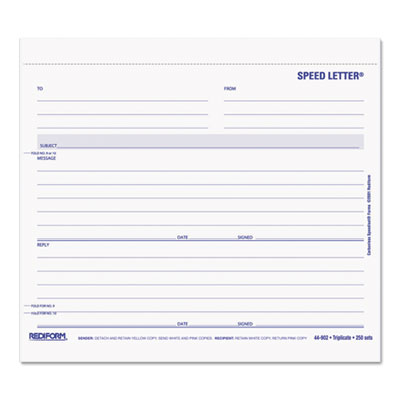 SPEED LETTER®
TO FROM
SUBJECT
FOLD NO. 9 or 10
MESSAGE
DATE SIGNED
REPLY
DATE SIGNED
FOLD FOR NO. 9
FOLD FOR NO. 10
REDIFORM® SENDER: DETACH AND RETAIN YELLOW COPY. SEND WHITE AND PINK COPIES. RECIPIENT: RETAIN WHITE COPY, RETURN PINK COPY. 44-902 • Triplicate • 250 sets
Carbonless Speediset® Forms ©2001 Rediform